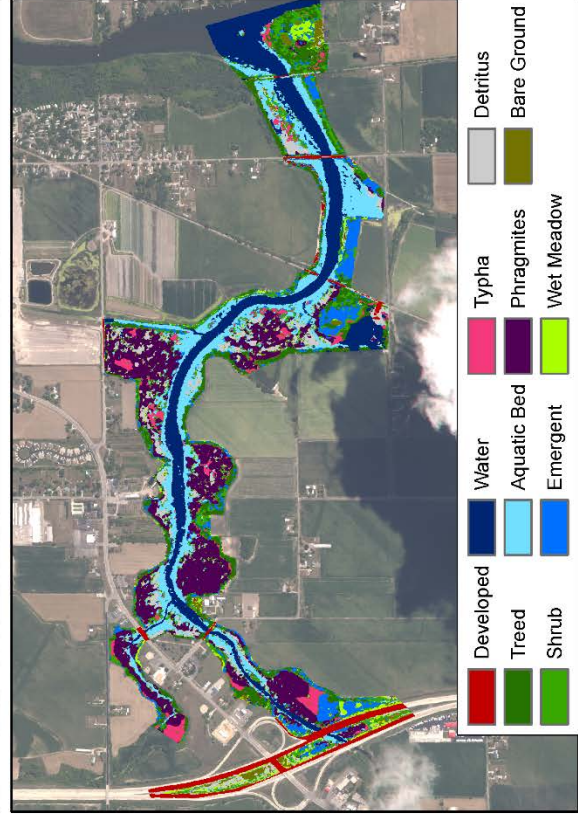 Developed
Water
Typha
Detritus
Treed
Aquatic Bed
Phragmites
Bare Ground
Shrub
Emergent
Wet Meadow